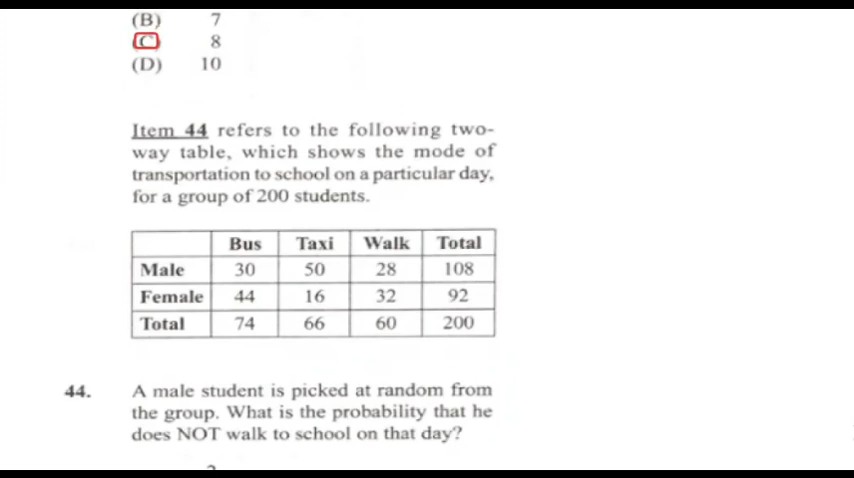 (B) 7
(C) 8
(D) 10
Item 44 refers to the following two-
way table, which shows the mode of
transportation to school on a particular day,
for a group of 200 students.
Bus Taxi Walk Total
Male 30 50 28 108
Female 44 16 32 92
Total 74 66 60 200
44. A male student is picked at random from
the group. What is the probability that he
does NOT walk to school on that day?